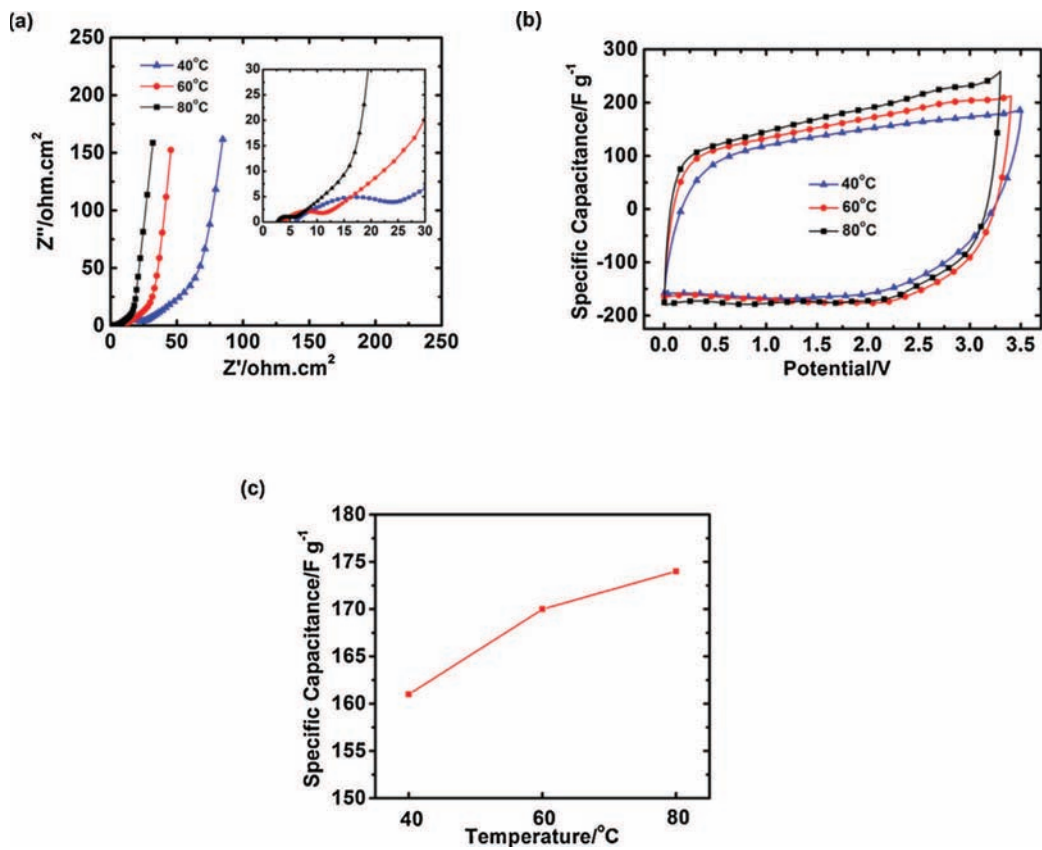 (a)
250
200
150
100
50
0
Z''/ohm.cm²
40°C
60°C
80°C
30
25
20
15
10
5
0
0 5 10 15 20 25 30
0 50 100 150 200 250
Z'/ohm.cm²
(b)
300
200
100
0
-100
-200
Specific Capacitance/F g⁻¹
40°C
60°C
80°C
0.0 0.5 1.0 1.5 2.0 2.5 3.0 3.5
Potential/V
(c)
180
175
170
165
160
155
150
Specific Capacitance/F g⁻¹
40 60 80
Temperature/°C